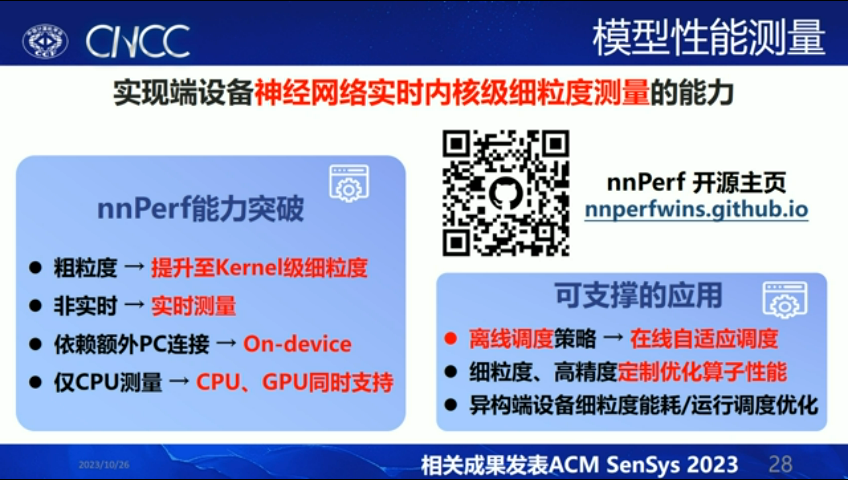 CNCC
模型性能测量
实现端设备神经网络实时内核级细粒度测量的能力
nnPerf能力突破
● 粗粒度 → 提升至Kernel级细粒度
● 非实时 → 实时测量
● 依赖额外PC连接 → On-device
● 仅CPU测量 → CPU、GPU同时支持
nnPerf 开源主页
nnperfwins.github.io
可支撑的应用
● 离线调度策略 → 在线自适应调度
● 细粒度、高精度定制优化算子性能
● 异构端设备细粒度能耗/运行调度优化
2023/10/26
相关成果发表ACM SenSys 2023
28